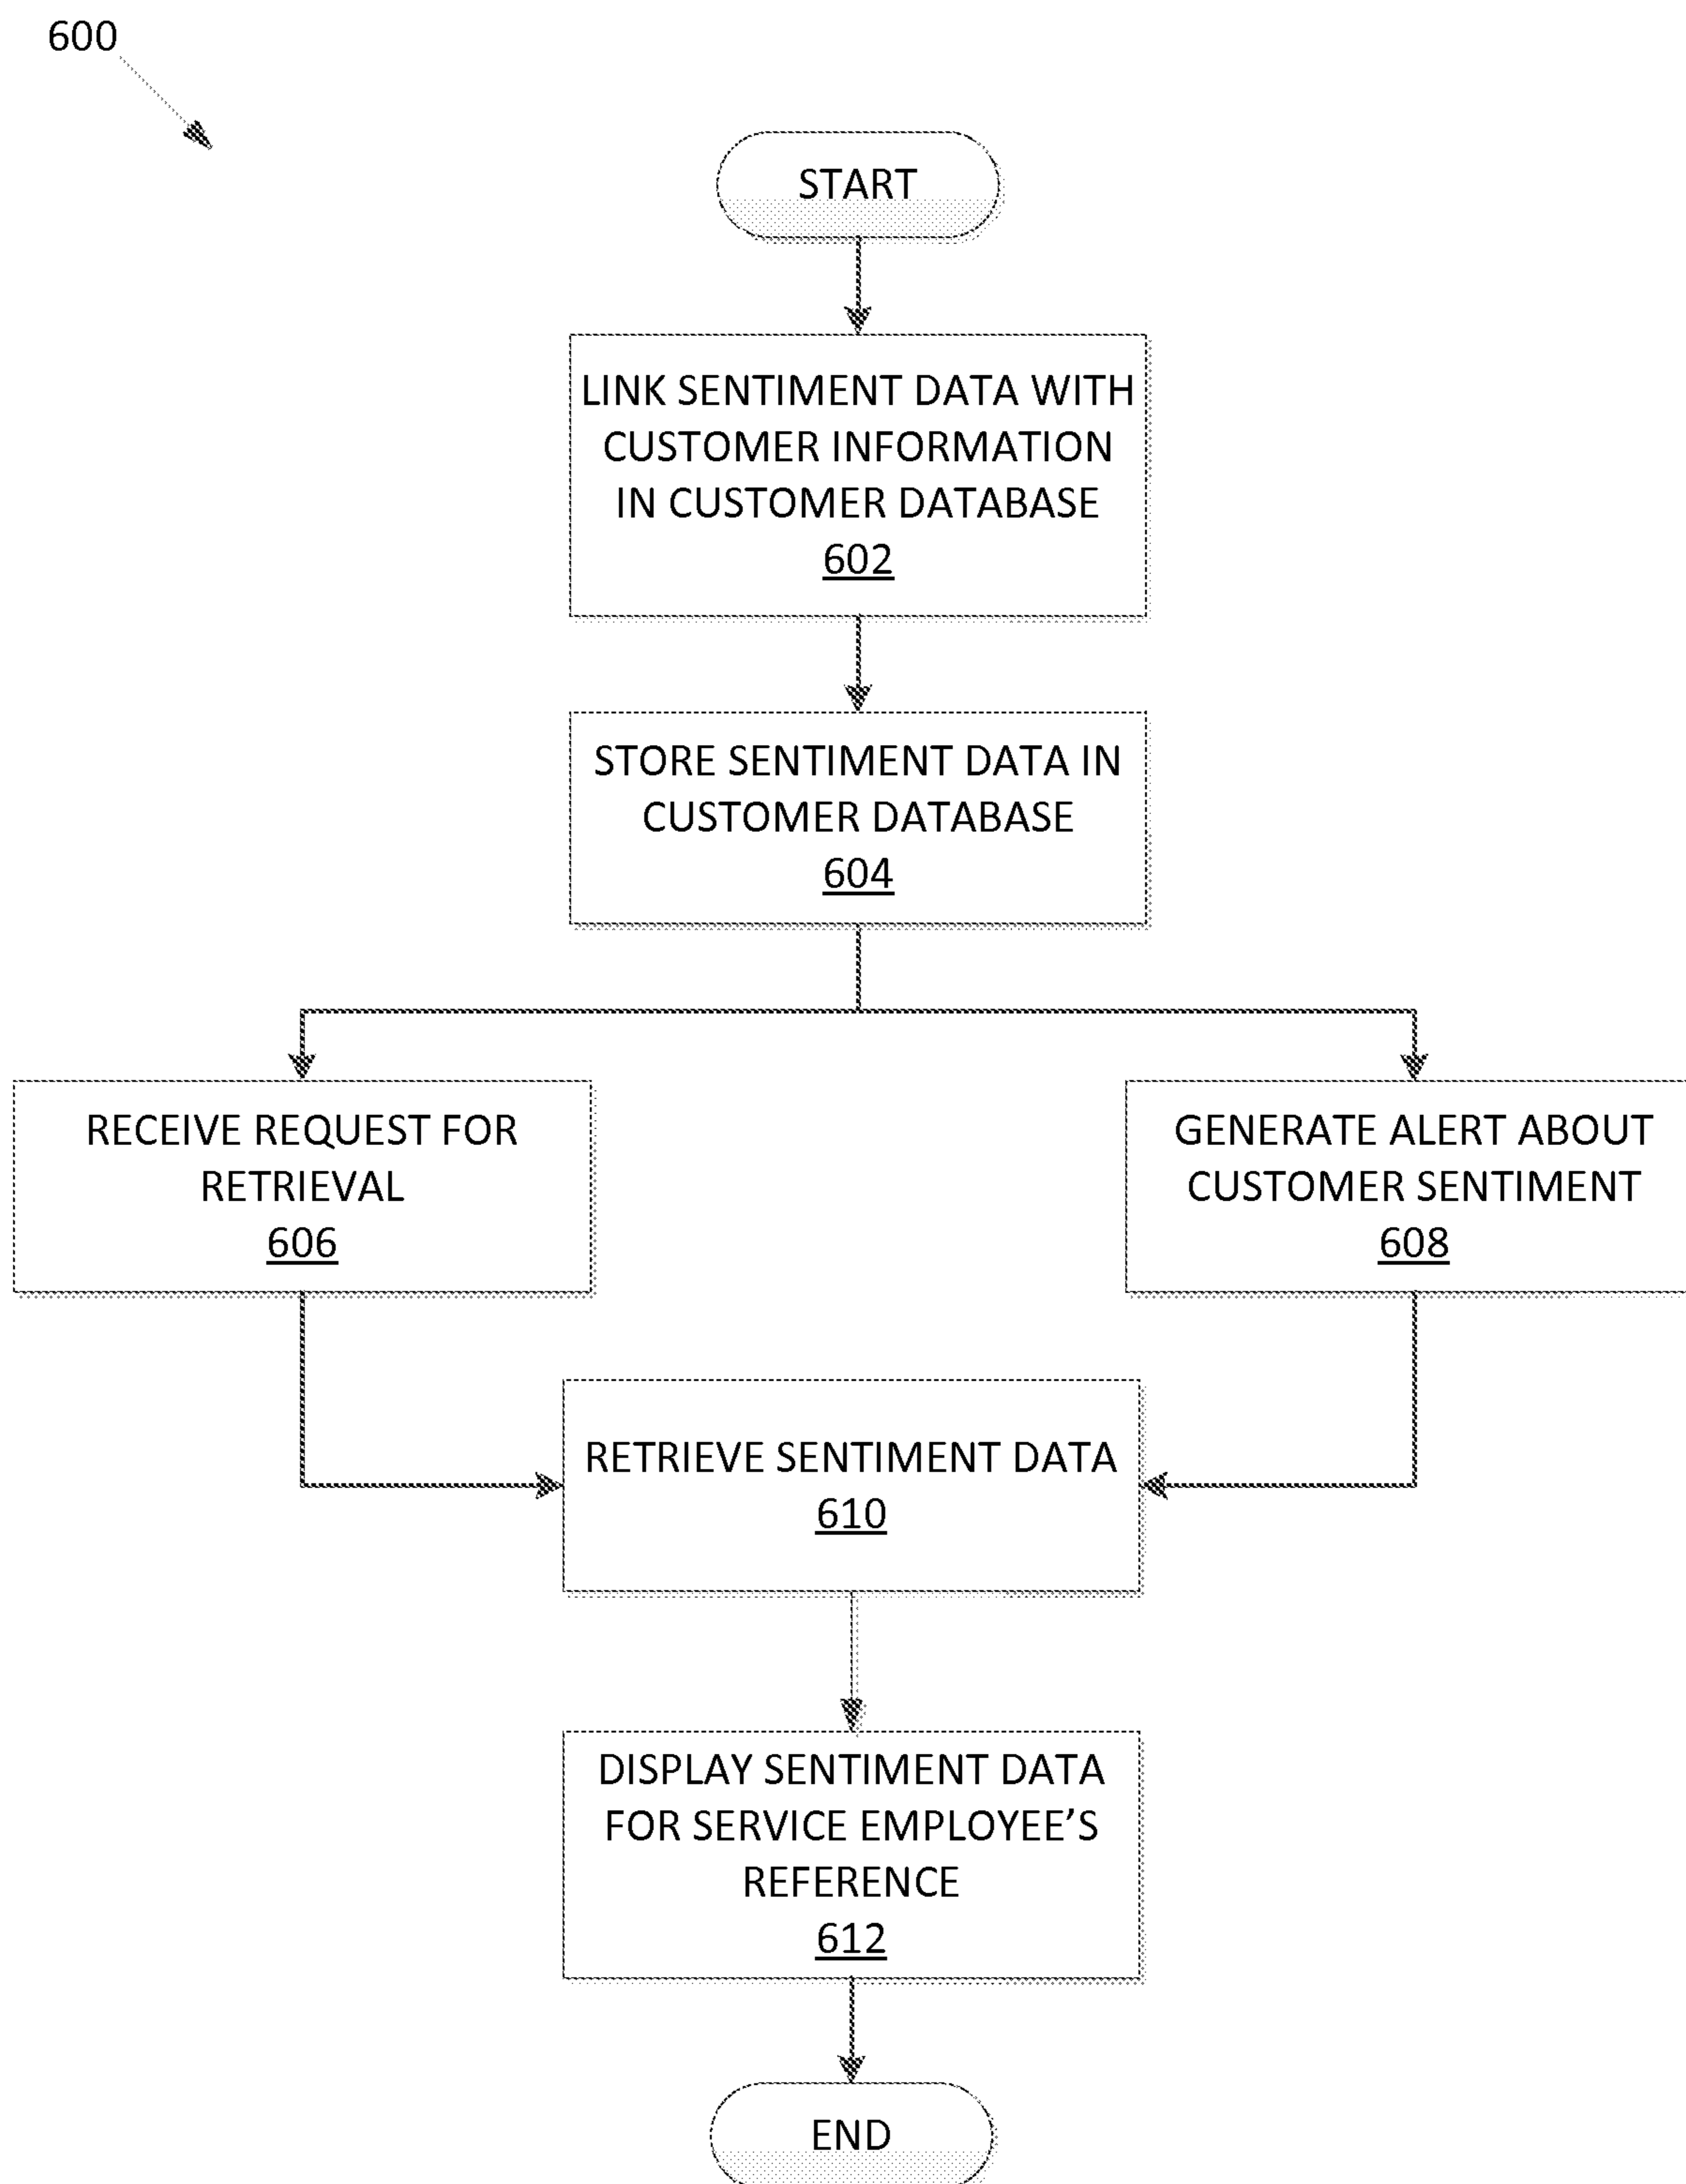 600
START
LINK SENTIMENT DATA WITH
CUSTOMER INFORMATION
IN CUSTOMER DATABASE
602
STORE SENTIMENT DATA IN
CUSTOMER DATABASE
604
RECEIVE REQUEST FOR
RETRIEVAL
606
GENERATE ALERT ABOUT
CUSTOMER SENTIMENT
608
RETRIEVE SENTIMENT DATA
610
DISPLAY SENTIMENT DATA
FOR SERVICE EMPLOYEE’S
REFERENCE
612
END